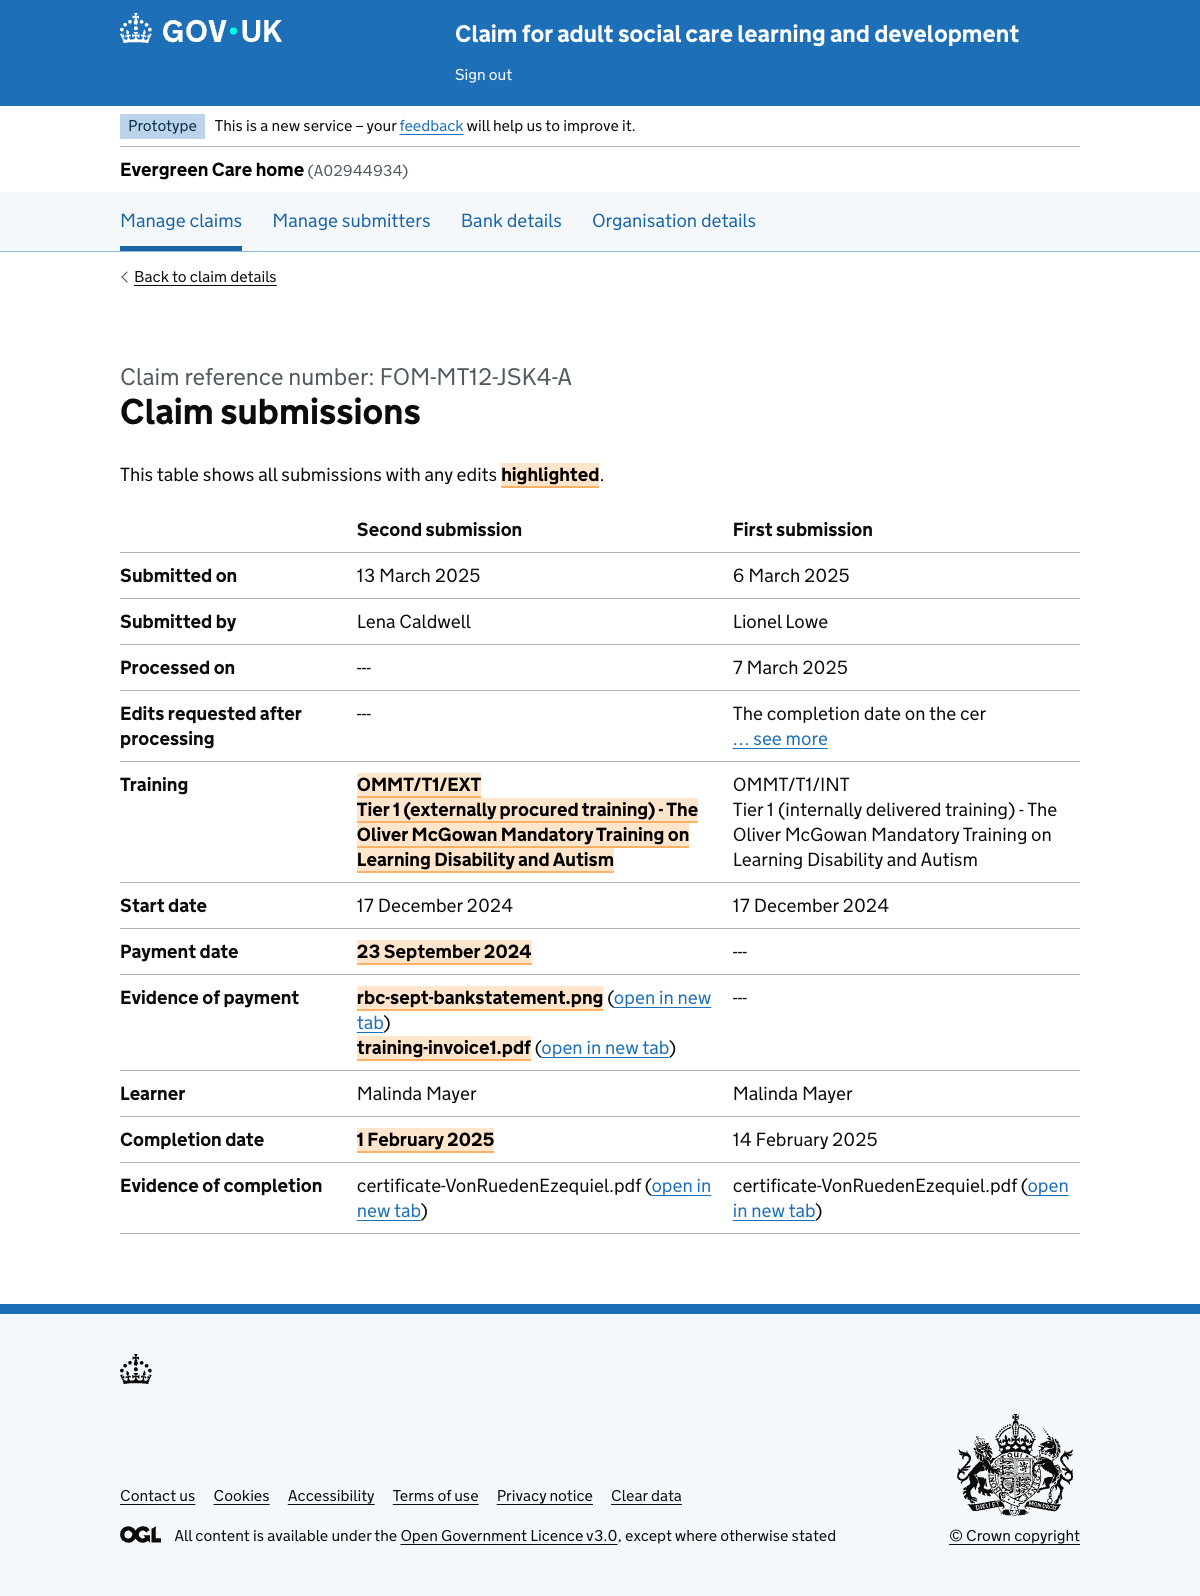 GOV·UK
Claim for adult social care learning and development
Sign out
Prototype This is a new service – your feedback will help us to improve it.
Evergreen Care home (A02944934)
Manage claims Manage submitters Bank details Organisation details
Back to claim details
Claim reference number: FOM-MT12-JSK4-A
Claim submissions
This table shows all submissions with any edits highlighted.
Second submission First submission
Submitted on 13 March 2025 6 March 2025
Submitted by Lena Caldwell Lionel Lowe
Processed on --- 7 March 2025
Edits requested after processing --- The completion date on the cer
… see more
Training
OMMT/T1/EXT
Tier 1 (externally procured training) - The
Oliver McGowan Mandatory Training on
Learning Disability and Autism
OMMT/T1/INT
Tier 1 (internally delivered training) - The
Oliver McGowan Mandatory Training on
Learning Disability and Autism
Start date 17 December 2024 17 December 2024
Payment date 23 September 2024 ---
Evidence of payment rbc-sept-bankstatement.png (open in new
tab)
training-invoice1.pdf (open in new tab)
---
Learner Malinda Mayer Malinda Mayer
Completion date 1 February 2025 14 February 2025
Evidence of completion
certificate-VonRuedenEzequiel.pdf (open in
new tab)
certificate-VonRuedenEzequiel.pdf (open
in new tab)
Contact us Cookies Accessibility Terms of use Privacy notice Clear data
OGL All content is available under the Open Government Licence v3.0, except where otherwise stated
© Crown copyright